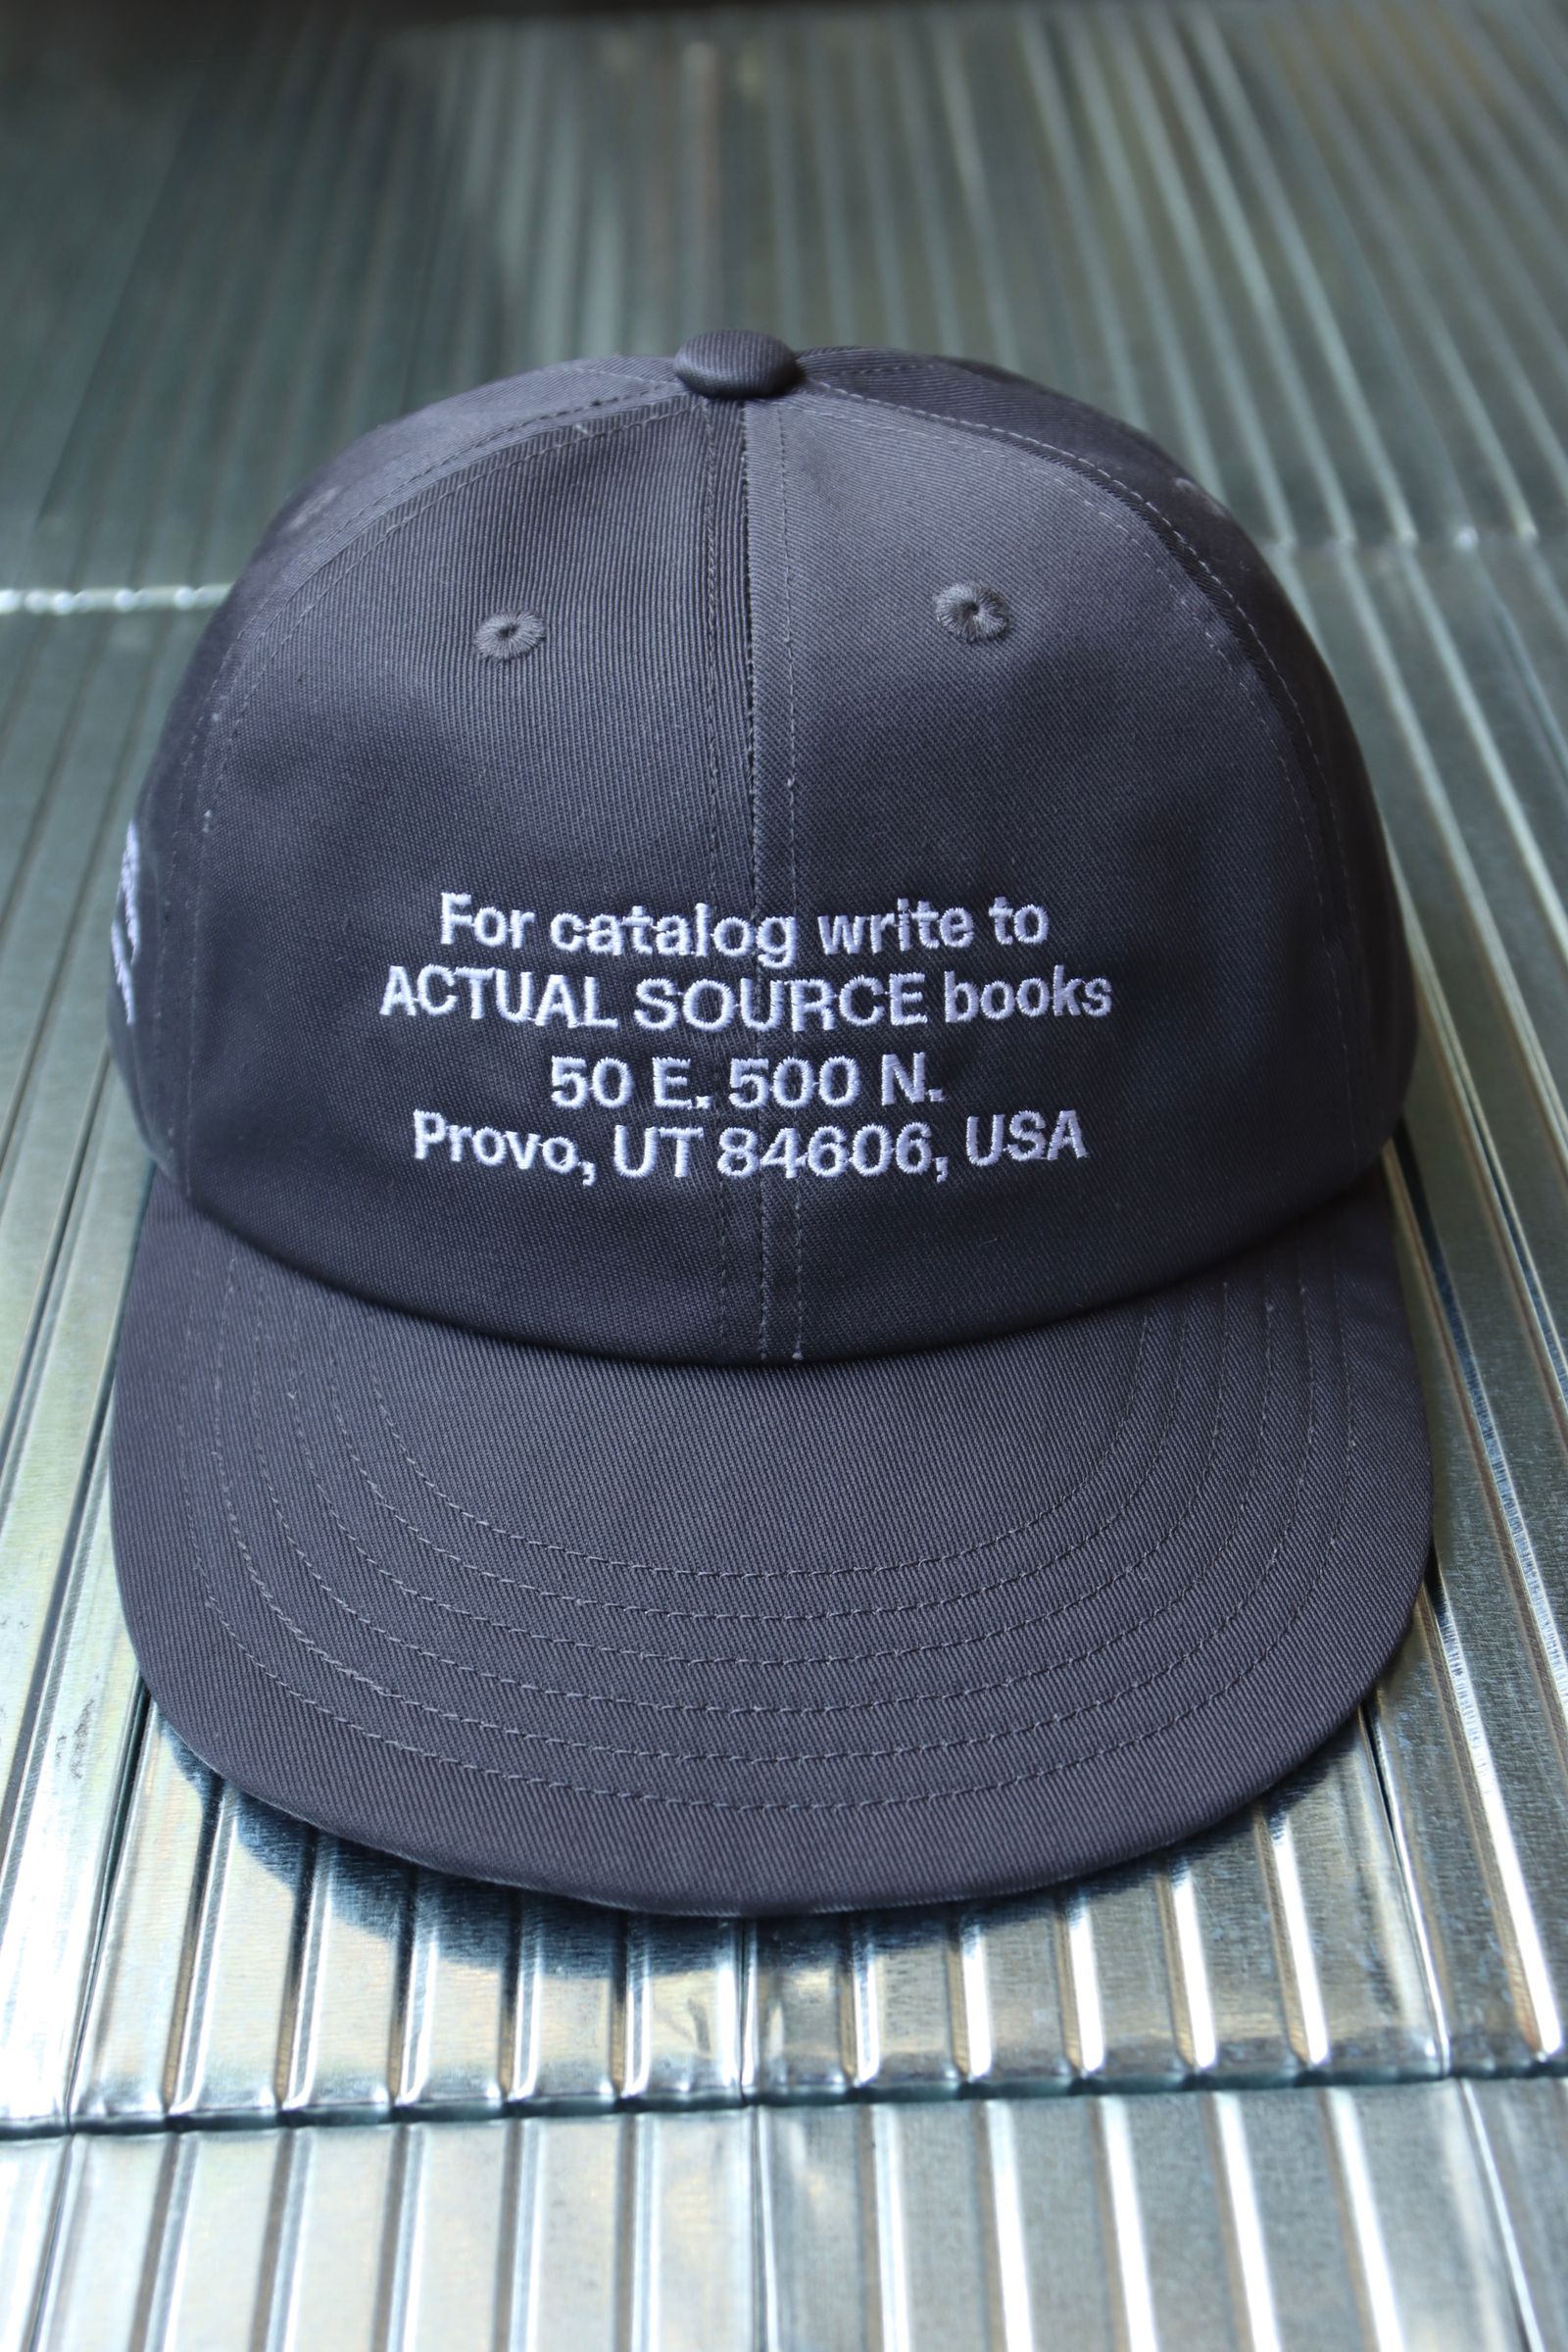 For catalog write to
ACTUAL SOURCE books
50 E. 500 N.
Provo, UT 84606, USA